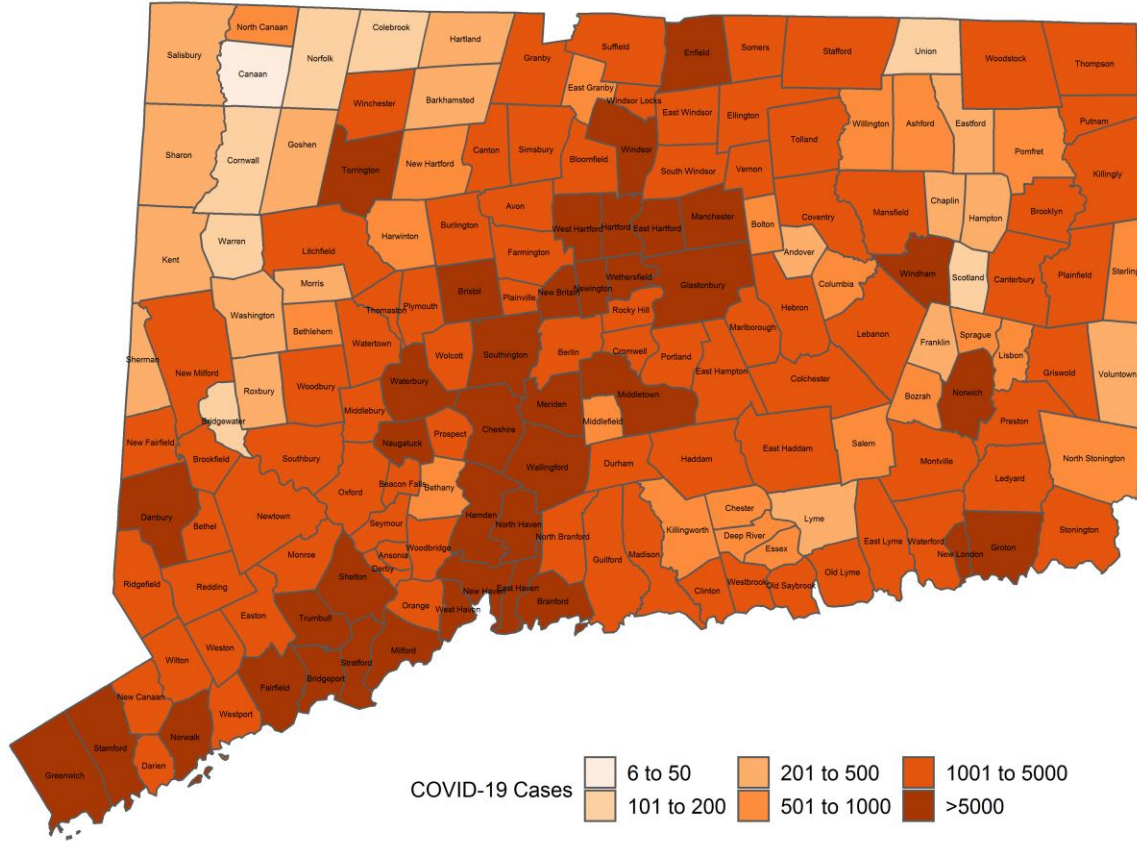 North Canaan
Colebrook
Hartland
Suffield
Enfield
Somers
Stafford
Union
Woodstock
Thompson
Salisbury
Canaan
Norfolk
Granby
East Granby
Windsor Locks
Winchester
Barkhamsted
East Windsor
Ellington
Willington
Ashford
Eastford
Putnam
Sharon
Cornwall
Goshen
Torrington
New Hartford
Canton
Simsbury
Bloomfield
Windsor
South Windsor
Vernon
Tolland
Pomfret
Killingly
Kent
Warren
Litchfield
Harwinton
Burlington
Avon
Farmington
West Hartford
Hartford
East Hartford
Manchester
Bolton
Coventry
Andover
Mansfield
Chaplin
Hampton
Brooklyn
Morris
Washington
Bethlehem
Thomaston
Plymouth
Bristol
Plainville
New Britain
Newington
Wethersfield
Glastonbury
Rocky Hill
Hebron
Columbia
Windham
Scotland
Canterbury
Plainfield
Sterling
Sherman
New Milford
Roxbury
Woodbury
Watertown
Wolcott
Southington
Berlin
Cromwell
Portland
Marlborough
East Hampton
Colchester
Lebanon
Franklin
Sprague
Lisbon
Griswold
Voluntown
Bridgewater
Middlebury
Waterbury
Cheshire
Meriden
Middletown
Middlefield
Bozrah
Norwich
Preston
New Fairfield
Brookfield
Southbury
Naugatuck
Prospect
Wallingford
Durham
Haddam
East Haddam
Salem
Montville
Ledyard
North Stonington
Danbury
Bethel
Newtown
Oxford
Beacon Falls
Bethany
Hamden
North Haven
Seymour
Woodbridge
North Branford
Guilford
Madison
Killingworth
Chester
Deep River
Essex
Lyme
East Lyme
Waterford
New London
Groton
Stonington
Ridgefield
Redding
Monroe
Ansonia
Derby
Shelton
Orange
West Haven
New Haven
East Haven
Branford
Clinton
Westbrook
Old Saybrook
Old Lyme
Easton
Trumbull
Stratford
Milford
Wilton
Weston
Fairfield
Bridgeport
New Canaan
Westport
Norwalk
Darien
Stamford
Greenwich
COVID-19 Cases
6 to 50
201 to 500
1001 to 5000
101 to 200
501 to 1000
>5000